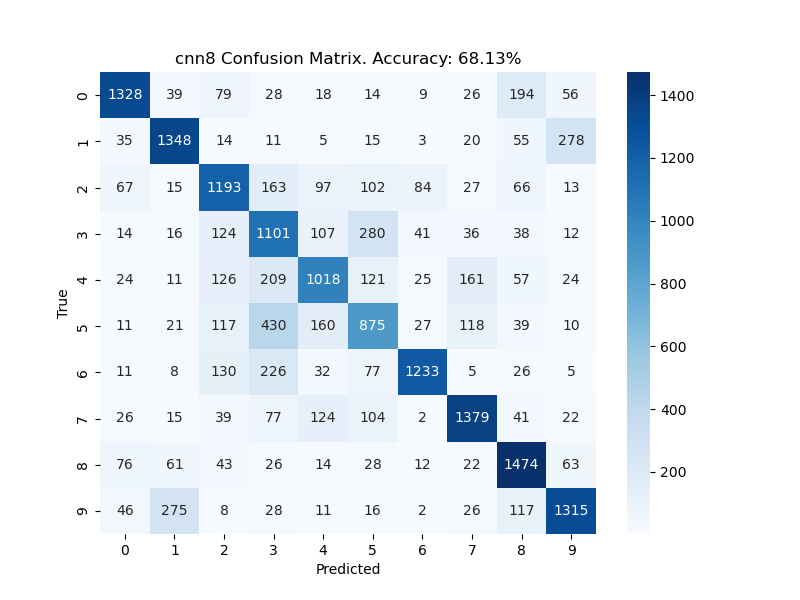 cnn8 Confusion Matrix. Accuracy: 68.13%
0 1328 39 79 28 18 14 9 26 194 56
1 35 1348 14 11 5 15 3 20 55 278
2 67 15 1193 163 97 102 84 27 66 13
3 14 16 124 1101 107 280 41 36 38 12
4 24 11 126 209 1018 121 25 161 57 24
5 11 21 117 430 160 875 27 118 39 10
6 11 8 130 226 32 77 1233 5 26 5
7 26 15 39 77 124 104 2 1379 41 22
8 76 61 43 26 14 28 12 22 1474 63
9 46 275 8 28 11 16 2 26 117 1315
0 1 2 3 4 5 6 7 8 9
Predicted
True
1400
1200
1000
800
600
400
200